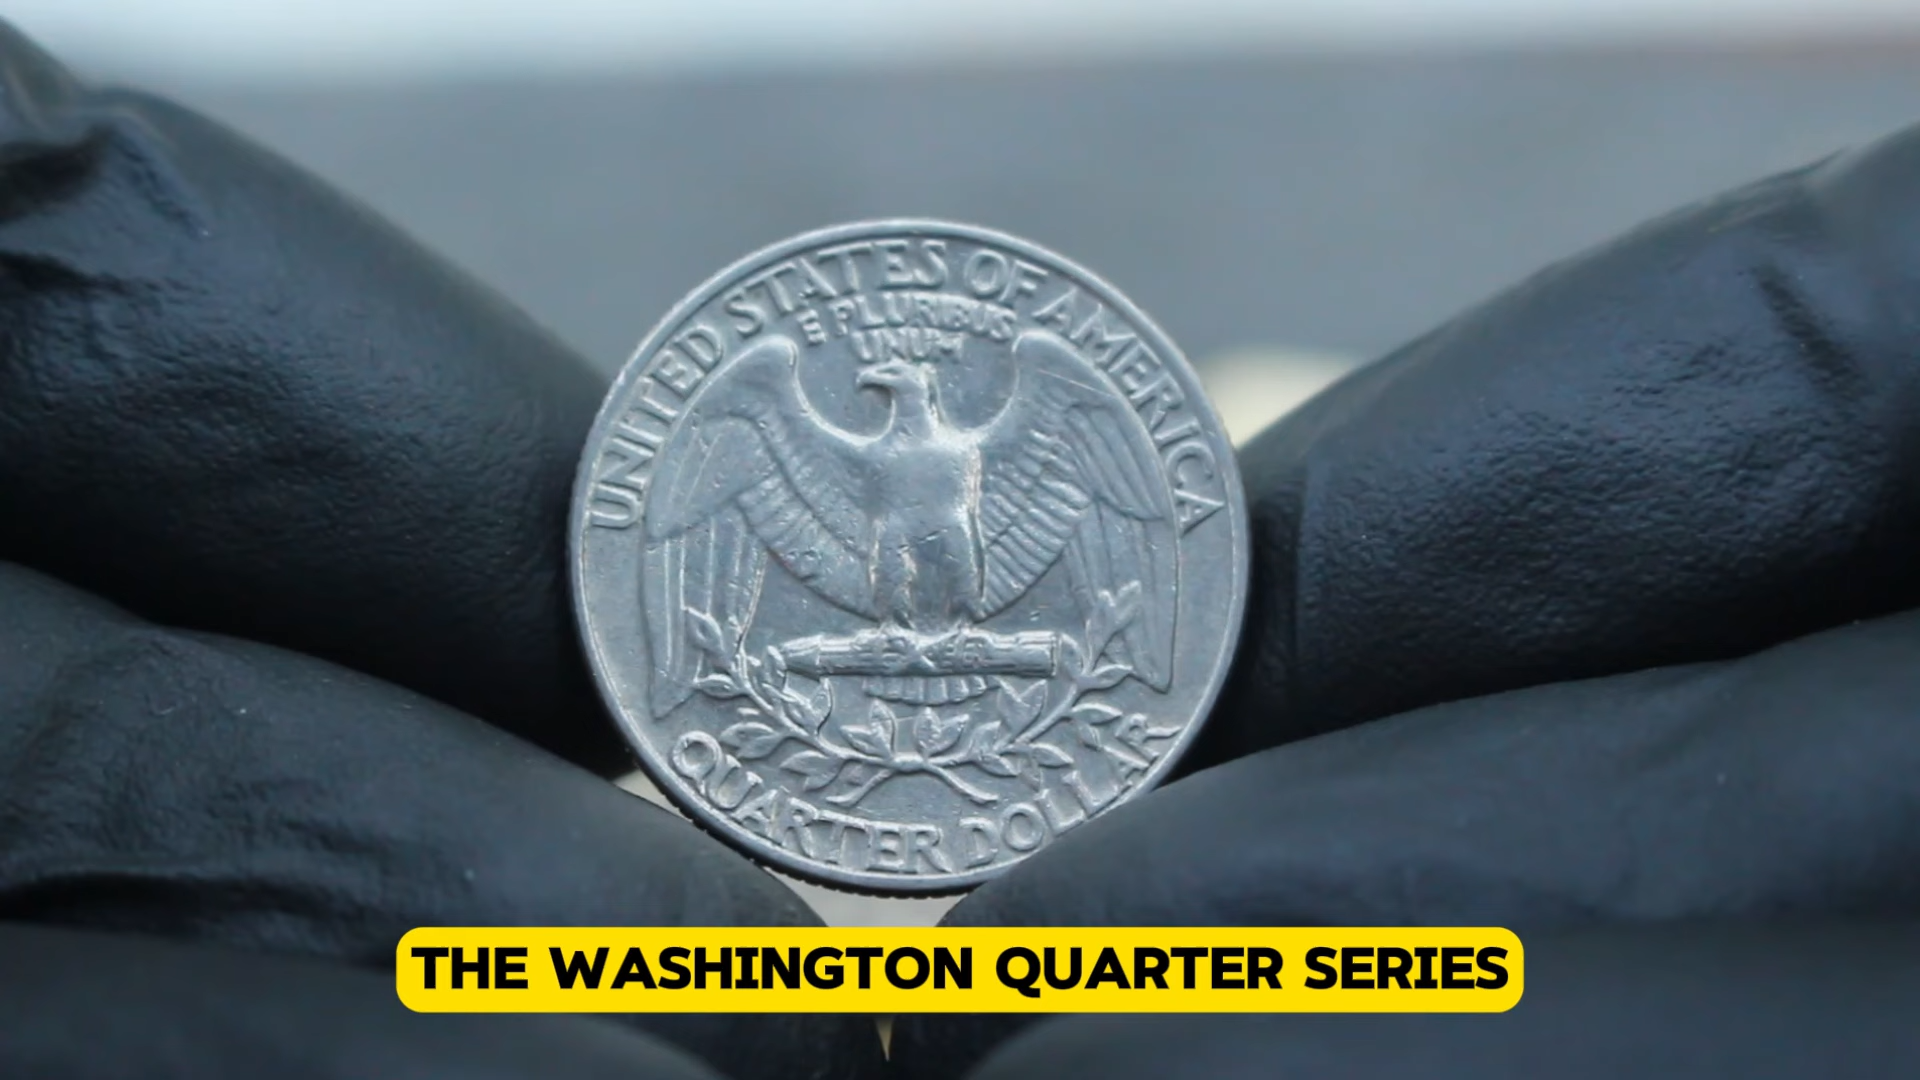 UNITED STATES OF AMERICA
E PLURIBUS
UNUM
QUARTER DOLLAR
THE WASHINGTON QUARTER SERIES